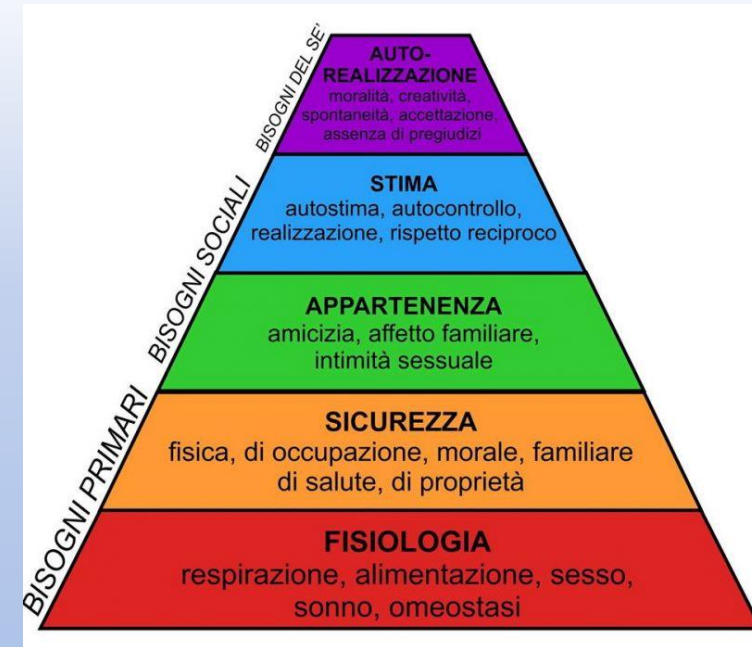 BISOGNI DEL SE'
AUTO-
REALIZZAZIONE
moralità, creatività,
spontaneità, accettazione,
assenza di pregiudizi
BISOGNI SOCIALI
STIMA
autostima, autocontrollo,
realizzazione, rispetto reciproco
APPARTENENZA
amicizia, affetto familiare,
intimità sessuale
BISOGNI PRIMARI
SICUREZZA
fisica, di occupazione, morale, familiare
di salute, di proprietà
FISIOLOGIA
respirazione, alimentazione, sesso,
sonno, omeostasi